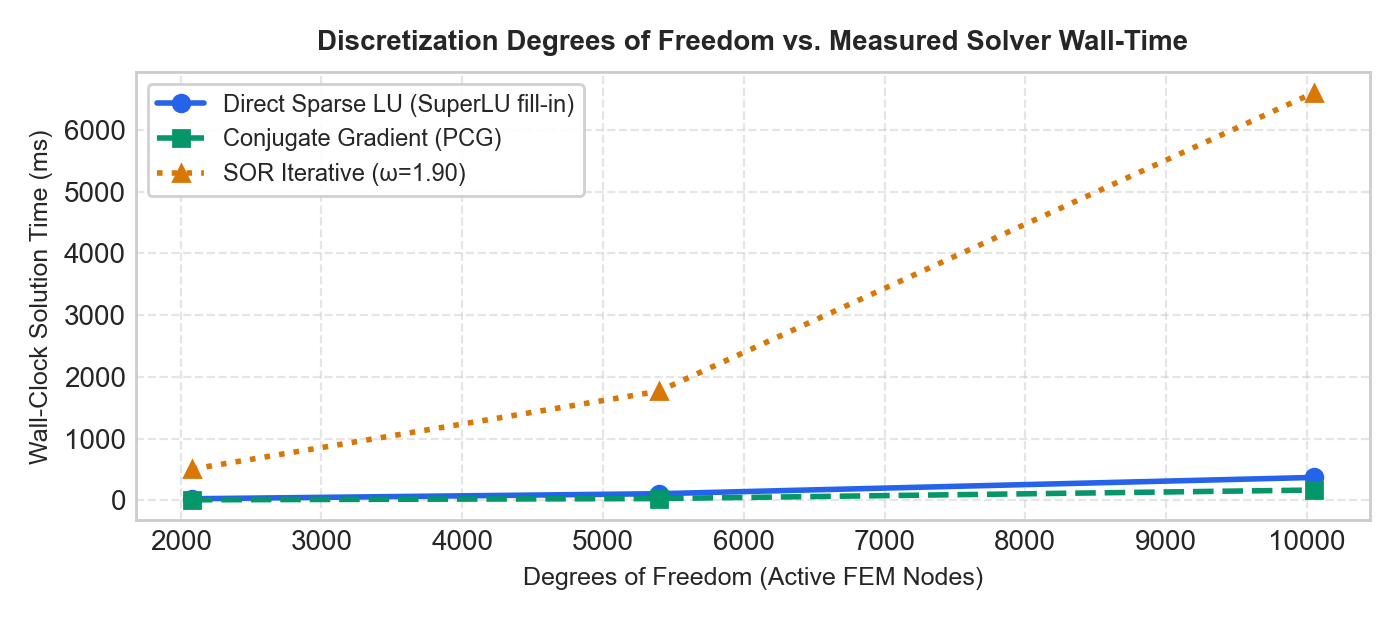 Discretization Degrees of Freedom vs. Measured Solver Wall-Time
Direct Sparse LU (SuperLU fill-in)
Conjugate Gradient (PCG)
SOR Iterative (ω=1.90)
Wall-Clock Solution Time (ms)
6000
5000
4000
3000
2000
1000
0
2000 3000 4000 5000 6000 7000 8000 9000 10000
Degrees of Freedom (Active FEM Nodes)